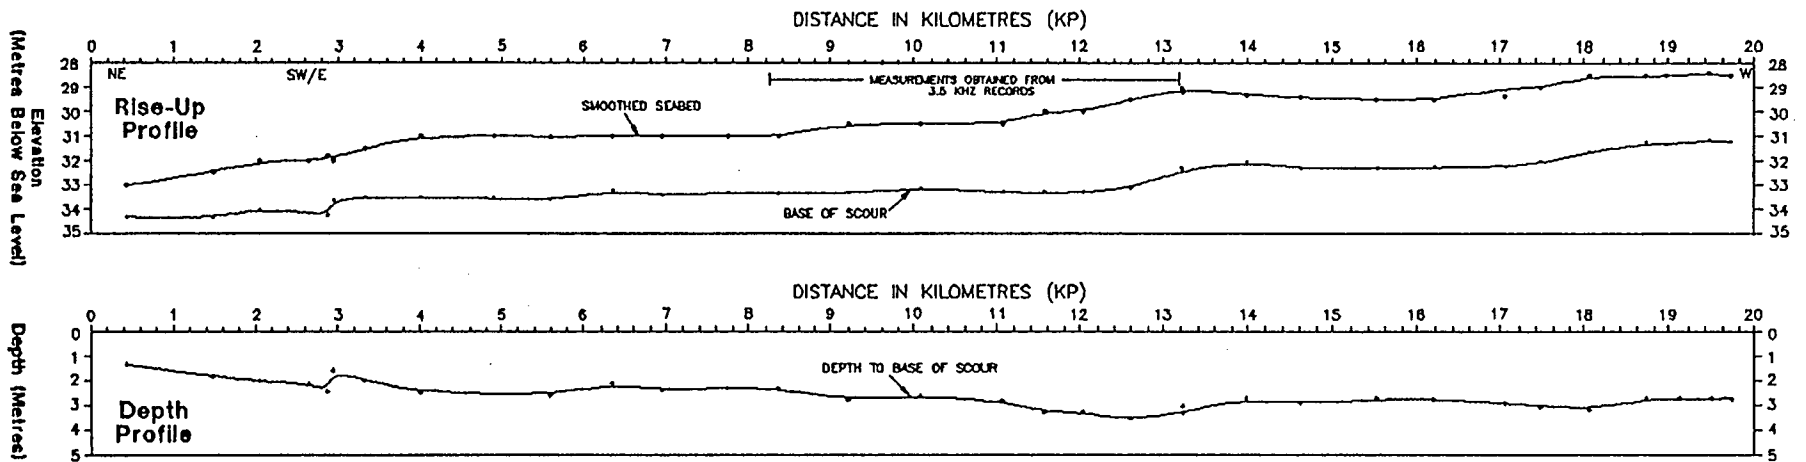 DISTANCE IN KILOMETRES (KP)
0 1 2 3 4 5 6 7 8 9 10 11 12 13 14 15 16 17 18 19 20
Elevation
(Metres Below Sea Level)
28 29 30 31 32 33 34 35
NE
SW/E
W
Rise-Up
Profile
MEASUREMENTS OBTAINED FROM
3.5 KHZ RECORDS
SMOOTHED SEABED
BASE OF SCOUR
28 29 30 31 32 33 34 35
DISTANCE IN KILOMETRES (KP)
0 1 2 3 4 5 6 7 8 9 10 11 12 13 14 15 16 17 18 19 20
Depth (Metres)
0 1 2 3 4 5
DEPTH TO BASE OF SCOUR
Depth
Profile
0 1 2 3 4 5